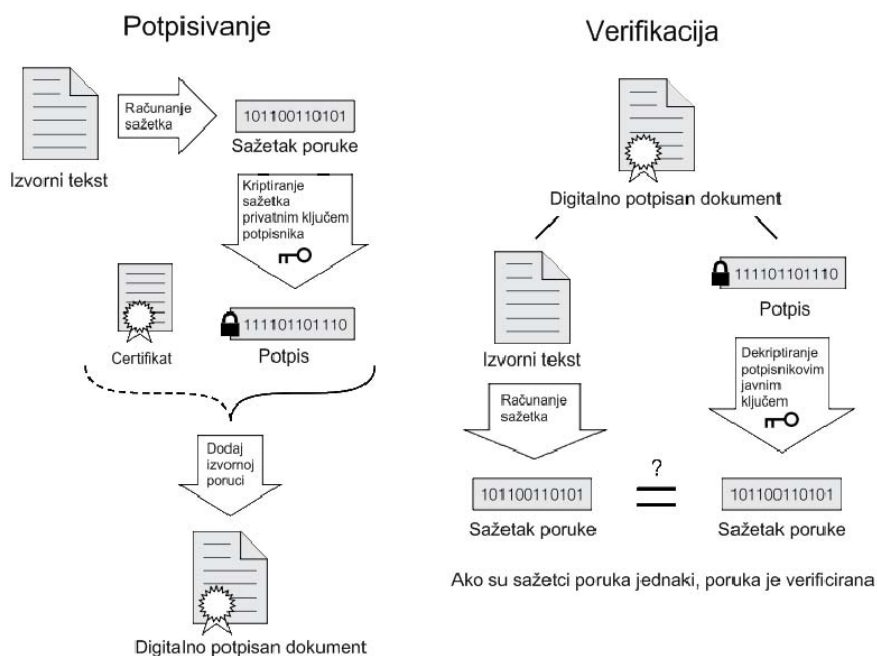 Potpisivanje
Izvorni tekst
Računanje
sažetka
101100110101
Sažetak poruke
Kriptiranje
sažetka
privatnim ključem
potpisnika
Certifikat
111101101110
Potpis
Dodaj
izvornoj
poruci
Digitalno potpisan dokument
Verifikacija
Digitalno potpisan dokument
Izvorni tekst
111101101110
Potpis
Računanje
sažetka
Dekriptiranje
potpisnikovim
javnim
ključem
101100110101
Sažetak poruke
?
=
101100110101
Sažetak poruke
Ako su sažetci poruka jednaki, poruka je verificirana